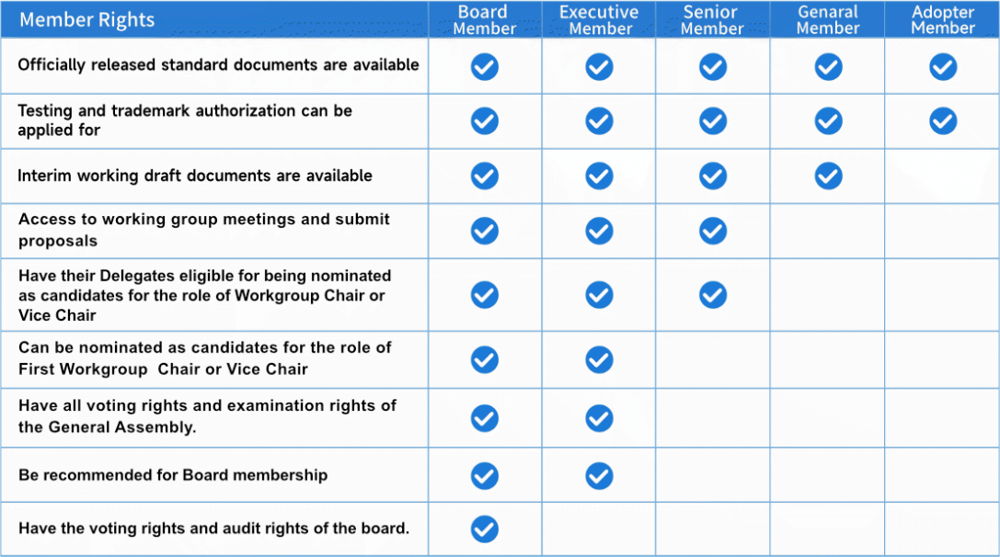 Member Rights
Board
Member
Executive
Member
Senior
Member
Genaral
Member
Adopter
Member
Officially released standard documents are available
Testing and trademark authorization can be
applied for
Interim working draft documents are available
Access to working group meetings and submit
proposals
Have their Delegates eligible for being nominated
as candidates for the role of Workgroup Chair or
Vice Chair
Can be nominated as candidates for the role of
First Workgroup  Chair or Vice Chair
Have all voting rights and examination rights of
the General Assembly.
Be recommended for Board membership
Have the voting rights and audit rights of the board.